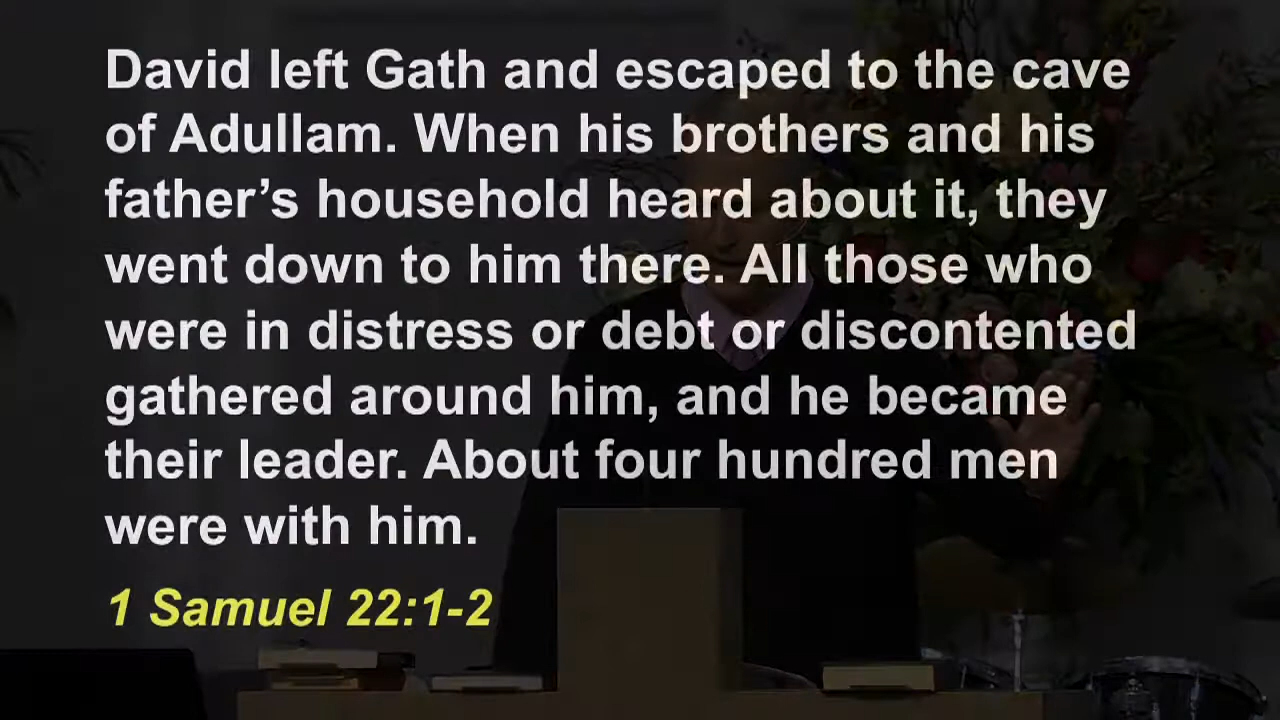 David left Gath and escaped to the cave
of Adullam. When his brothers and his
father’s household heard about it, they
went down to him there. All those who
were in distress or debt or discontented
gathered around him, and he became
their leader. About four hundred men
were with him.
1 Samuel 22:1-2